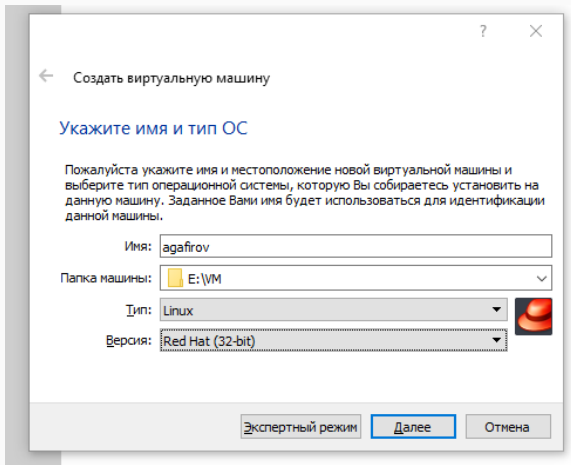 ?
Создать виртуальную машину
Укажите имя и тип ОС
Пожалуйста укажите имя и местоположение новой виртуальной машины и
выберите тип операционной системы, которую Вы собираетесь установить на
данную машину. Заданное Вами имя будет использоваться для идентификации
данной машины.
Имя: agafirov
Папка машины: E:\VM
Тип: Linux
Версия: Red Hat (32-bit)
Экспертный режим Далее Отмена